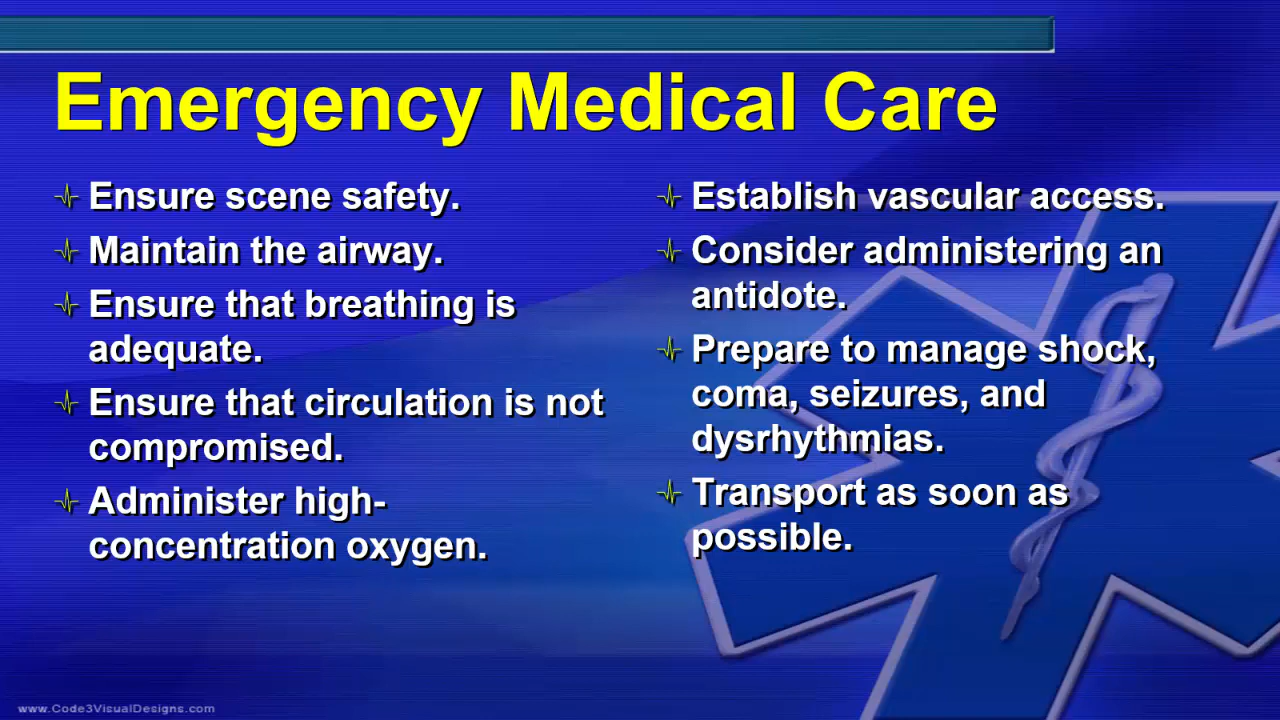 Emergency Medical Care
Ensure scene safety.
Maintain the airway.
Ensure that breathing is
adequate.
Ensure that circulation is not
compromised.
Administer high-
concentration oxygen.
Establish vascular access.
Consider administering an
antidote.
Prepare to manage shock,
coma, seizures, and
dysrhythmias.
Transport as soon as
possible.
www.Code3VisualDesigns.com